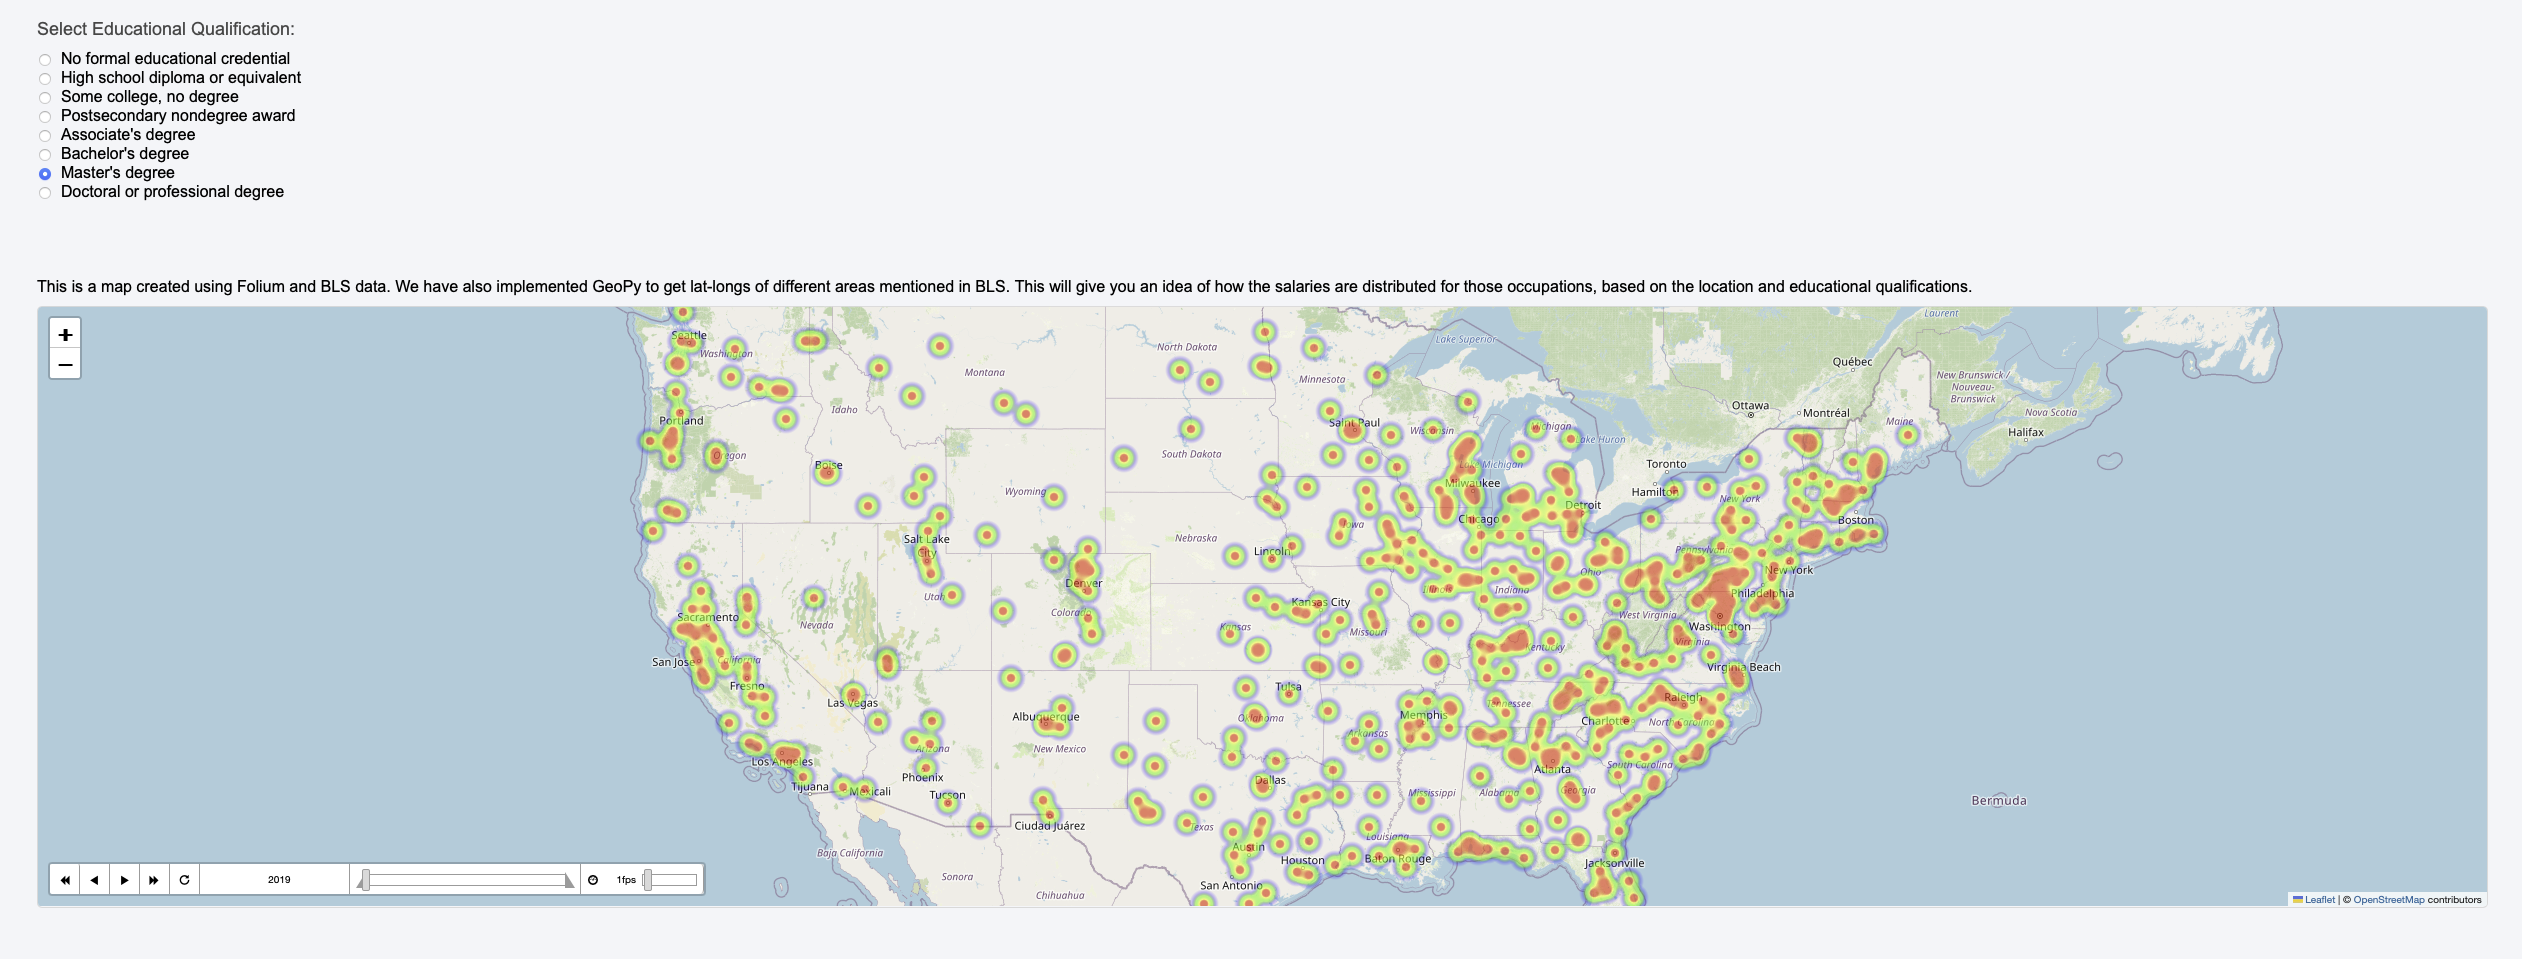 Select Educational Qualification:
No formal educational credential
High school diploma or equivalent
Some college, no degree
Postsecondary nondegree award
Associate's degree
Bachelor's degree
Master's degree
Doctoral or professional degree
This is a map created using Folium and BLS data. We have also implemented GeoPy to get lat-longs of different areas mentioned in BLS. This will give you an idea of how the salaries are distributed for those occupations, based on the location and educational qualifications.
+
−
Laurent
Seattle
Lake Superior
North Dakota
Washington
Québec
Montana
Minnesota
New Brunswick /
Nouveau-
Brunswick
Idaho
Ottawa
Montréal
Nova Scotia
Portland
Saint Paul
Maine
Michigan
Wisconsin
Halifax
Lake Huron
Oregon
South Dakota
Boise
Lake Michigan
Toronto
Milwaukee
Wyoming
Hamilton
New York
Detroit
Chicago
Boston
Iowa
Salt Lake
City
Nebraska
Lincoln
Pennsylvania
New York
Denver
Ohio
Utah
Illinois
Indiana
Philadelphia
Kansas City
Colorado
Sacramento
Nevada
West Virginia
Kansas
Missouri
Washington
Virginia
Kentucky
San Jose
California
Virginia Beach
Fresno
Tulsa
Raleigh
Las Vegas
Tennessee
Albuquerque
Oklahoma
Memphis
Charlotte
North Carolina
Arkansas
Arizona
New Mexico
Los Angeles
Atlanta
South Carolina
Phoenix
Dallas
Tijuana
Mexicali
Tucson
Mississippi
Alabama
Georgia
Bermuda
Ciudad Juárez
Texas
Louisiana
Baja California
Austin
Houston
Baton Rouge
Jacksonville
San Antonio
Sonora
Chihuahua
2019
1fps
Leaflet | © OpenStreetMap contributors